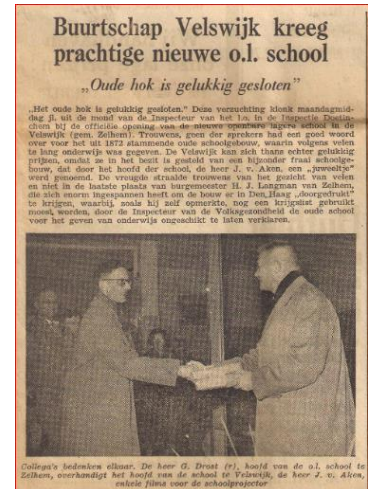 Buurtschap Velswijk kreeg
prachtige nieuwe o.l. school
„Oude hok is gelukkig gesloten”
„Het oude hok is gelukkig gesloten.” Deze verzuchting klonk maandagmid-
dag jl. uit de mond van de Inspecteur van het l.o. in de Inspectie Doetin-
chem bij de officiële opening van de nieuwe openbare lagere school in de
Velswijk (gem. Zelhem). Trouwens, geen der sprekers had een goed woord
over voor het uit 1872 stammende oude schoolgebouw, waarin volgens velen
te lang onderwijs was gegeven. De Velswijk kan zich thans echter gelukkig
prijzen, omdat ze in het bezit is gesteld van een bijzonder fraai schoolge-
bouw, dat door het hoofd der school, de heer J. v. Aken, een „juweeltje”
werd genoemd. De vreugde straalde trouwens van het gezicht van velen
en niet in de laatste plaats van burgemeester H. J. Langman van Zelhem,
die zich enorm ingespannen heeft om de bouw er in Den Haag „doorgedrukt”
te krijgen, waarbij, zoals hij zelf opmerkte, nog een krijgslist gebruikt
moest worden, door de Inspecteur van de Volksgezondheid de oude school
voor het geven van onderwijs ongeschikt te laten verklaren.
Collega's bedenken elkaar. De heer G. Drost (r), hoofd van de o.l. school te
Zelhem, overhandigt het hoofd van de school te Velswijk, de heer J. v. Aken,
enkele films voor de schoolprojector